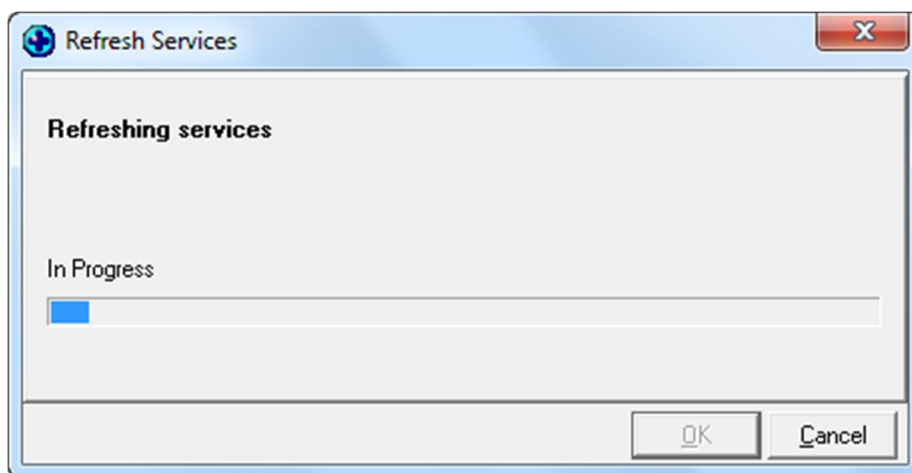 Refresh Services
Refreshing services
In Progress
OK
Cancel